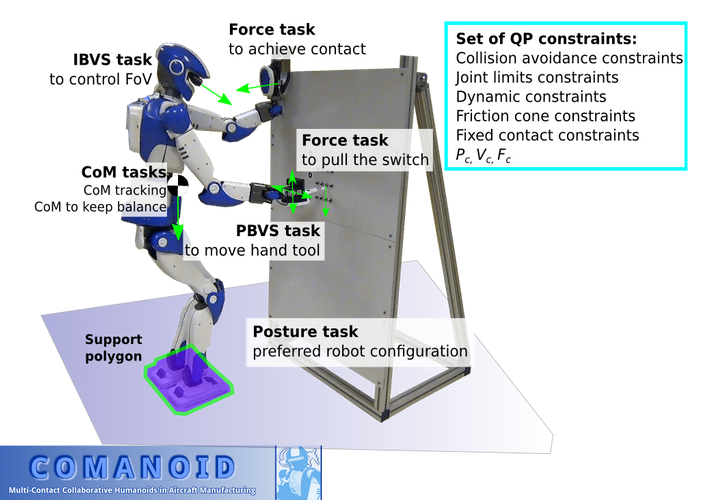 Force task
to achieve contact
IBVS task
to control FoV
Set of QP constraints:
Collision avoidance constraints
Joint limits constraints
Dynamic constraints
Friction cone constraints
Fixed contact constraints
Pc, Vc, Fc
Force task
to pull the switch
CoM tasks
CoM tracking
CoM to keep balance
PBVS task
to move hand tool
Support
polygon
Posture task
preferred robot configuration
COMANOID
Multi-Contact Collaborative Humanoids in Aircraft Manufacturing